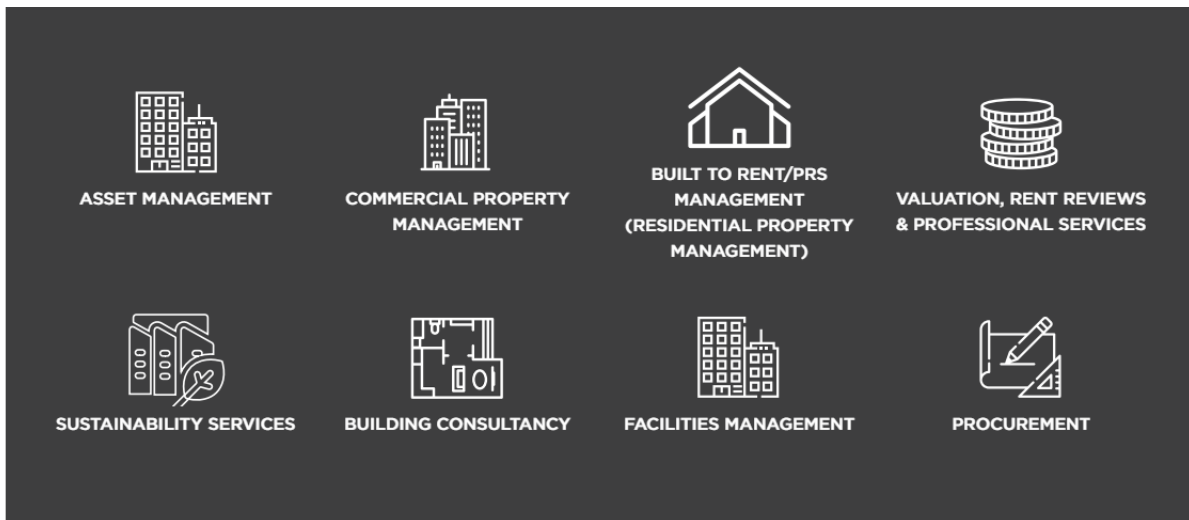 ASSET MANAGEMENT
COMMERCIAL PROPERTY
MANAGEMENT
BUILT TO RENT/PRS
MANAGEMENT
(RESIDENTIAL PROPERTY
MANAGEMENT)
VALUATION, RENT REVIEWS
& PROFESSIONAL SERVICES
SUSTAINABILITY SERVICES
BUILDING CONSULTANCY
FACILITIES MANAGEMENT
PROCUREMENT